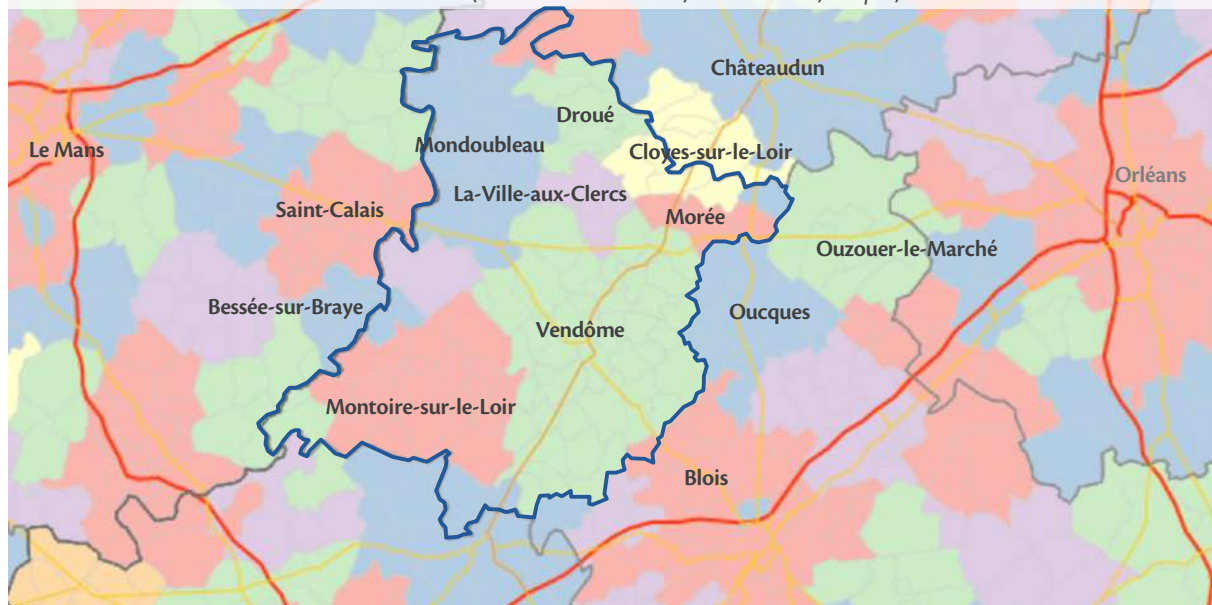 Châteaudun
Droué
Le Mans
Mondoubleau
Cloyes-sur-le-Loir
Orléans
La-Ville-aux-Clercs
Saint-Calais
Morée
Ouzouer-le-Marché
Bessée-sur-Braye
Oucques
Vendôme
Montoire-sur-le-Loir
Blois